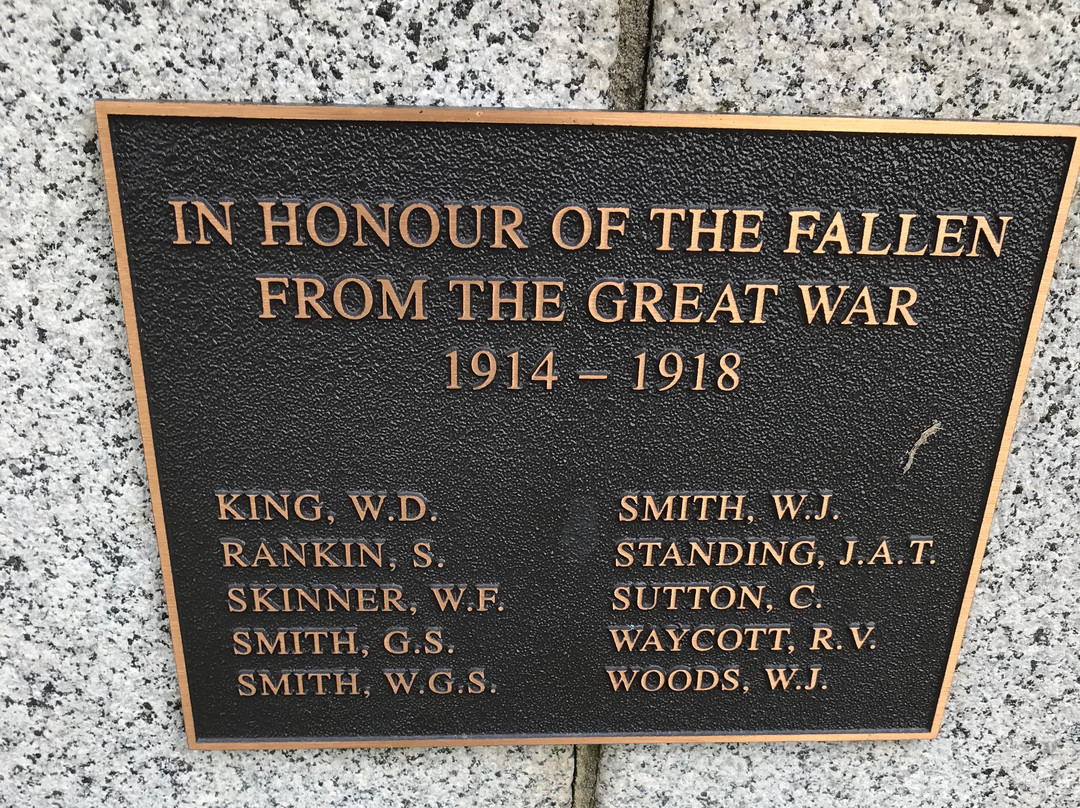 IN HONOUR OF THE FALLEN
FROM THE GREAT WAR
1914 – 1918
KING, W.D.
RANKIN, S.
SKINNER, W.F.
SMITH, G.S.
SMITH, W.G.S.
SMITH, W.J.
STANDING, J.A.T.
SUTTON, C.
WAYCOTT, R.V.
WOODS, W.J.